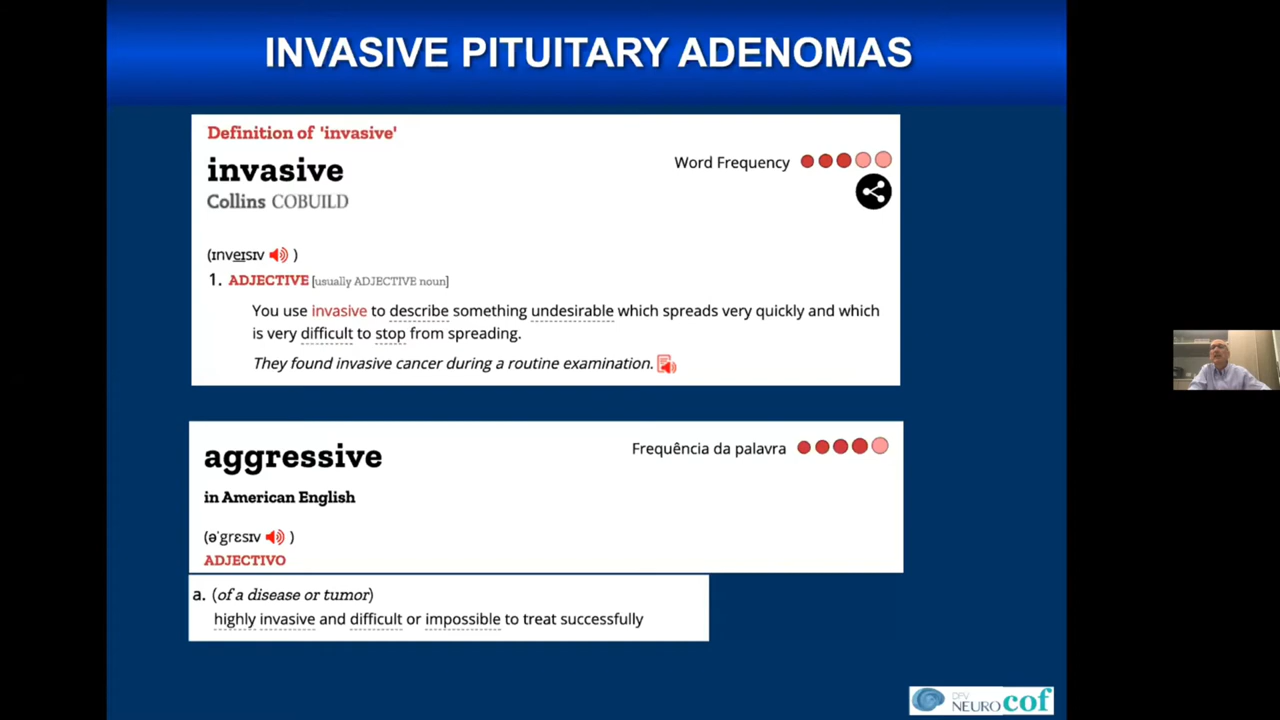 INVASIVE PITUITARY ADENOMAS
Definition of 'invasive'
invasive
Word Frequency
Collins COBUILD
(ɪnveɪsɪv )
1. ADJECTIVE [usually ADJECTIVE noun]
You use invasive to describe something undesirable which spreads very quickly and which
is very difficult to stop from spreading.
They found invasive cancer during a routine examination.
aggressive
Frequência da palavra
in American English
(əˈgrɛsɪv )
ADJECTIVO
a. (of a disease or tumor)
highly invasive and difficult or impossible to treat successfully
DFV
NEURO cof